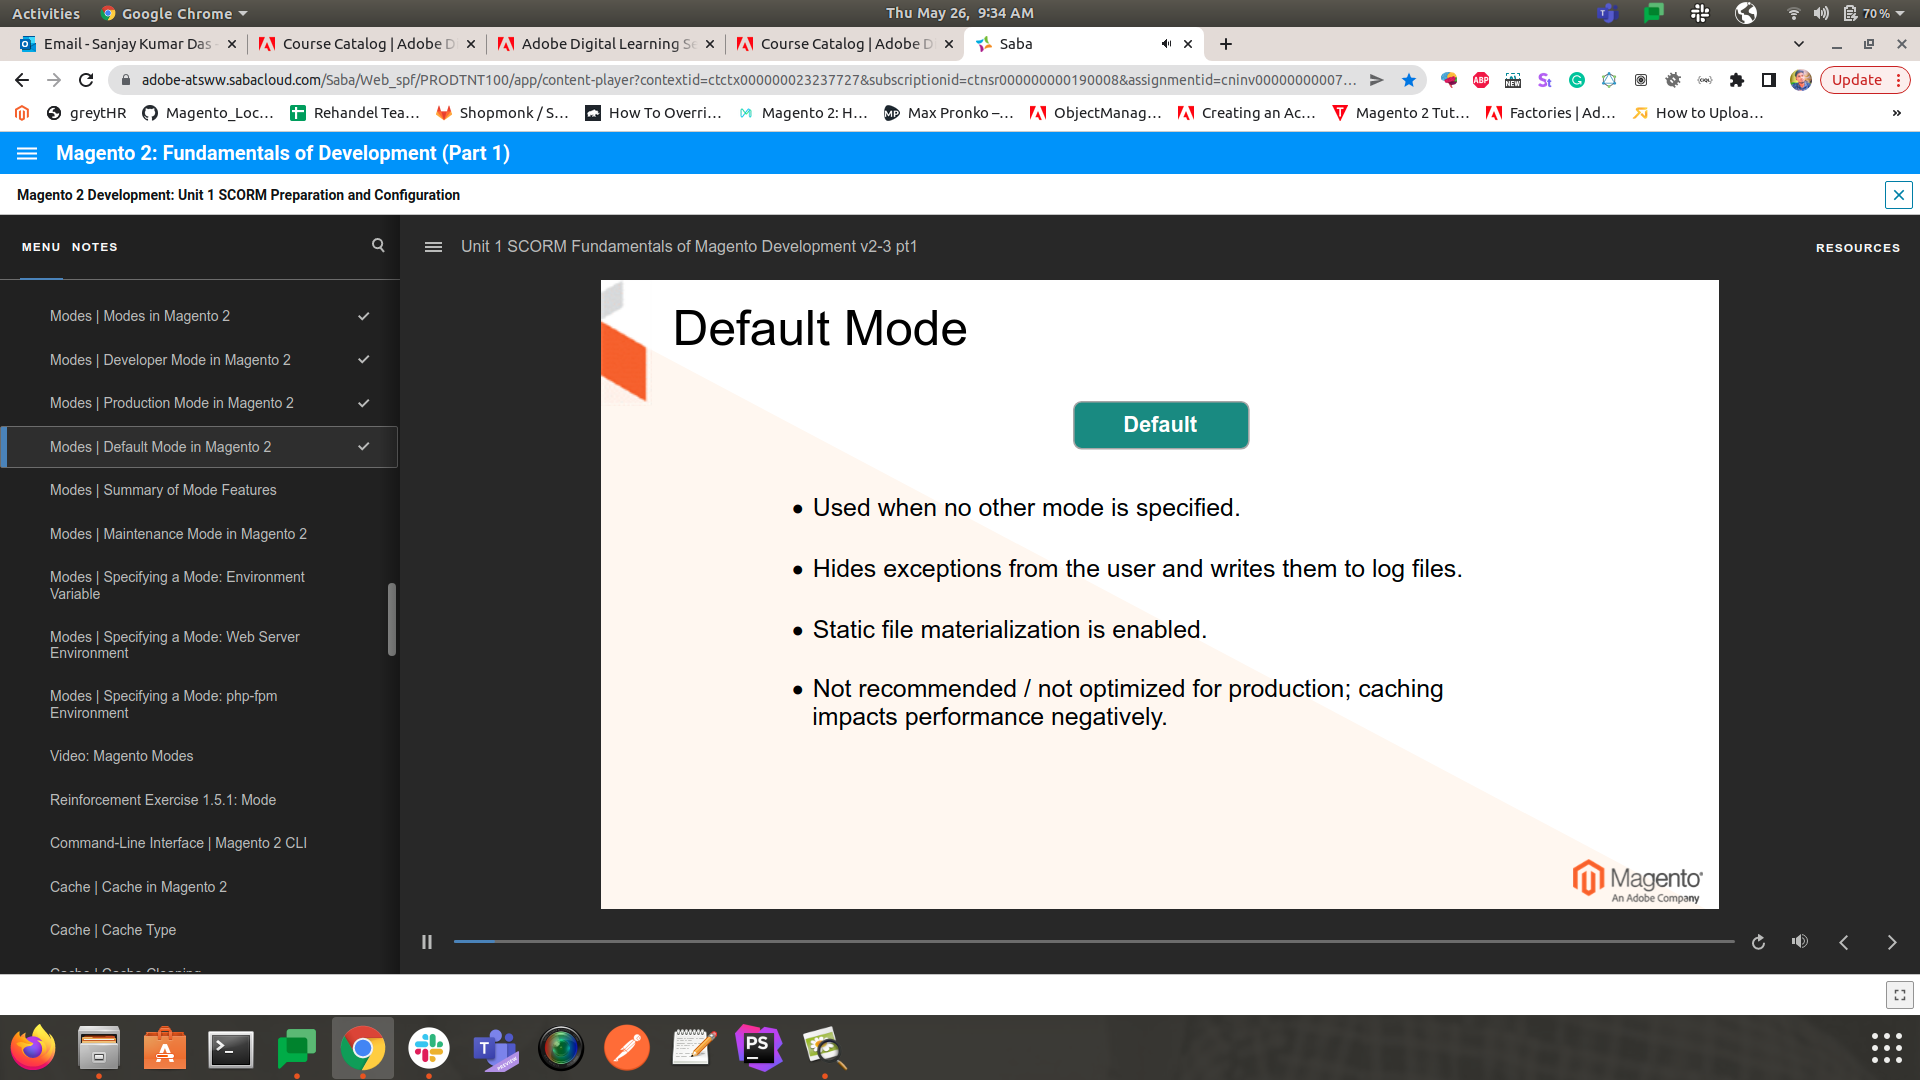 Activities
Google Chrome
Thu May 26, 9:34 AM
70 %
Email - Sanjay Kumar Das -
Course Catalog | Adobe D
Adobe Digital Learning Se
Course Catalog | Adobe D
Saba
adobe-atsww.sabacloud.com/Saba/Web_spf/PRODTNT100/app/content-player?contextid=ctctx000000023237727&subscriptionid=ctnsr000000000190008&assignmentid=cninv00000000007...
Update
greytHR
Magento_Loc...
Rehandel Tea...
Shopmonk / S...
How To Overri...
Magento 2: H...
Max Pronko –...
ObjectManag...
Creating an Ac...
Magento 2 Tut...
Factories | Ad...
How to Uploa...
Magento 2: Fundamentals of Development (Part 1)
Magento 2 Development: Unit 1 SCORM Preparation and Configuration
MENU NOTES
Unit 1 SCORM Fundamentals of Magento Development v2-3 pt1
RESOURCES
Modes | Modes in Magento 2
Modes | Developer Mode in Magento 2
Modes | Production Mode in Magento 2
Modes | Default Mode in Magento 2
Modes | Summary of Mode Features
Modes | Maintenance Mode in Magento 2
Modes | Specifying a Mode: Environment
Variable
Modes | Specifying a Mode: Web Server
Environment
Modes | Specifying a Mode: php-fpm
Environment
Video: Magento Modes
Reinforcement Exercise 1.5.1: Mode
Command-Line Interface | Magento 2 CLI
Cache | Cache in Magento 2
Cache | Cache Type
Cache | Cache Cleaning
Default Mode
Default
• Used when no other mode is specified.
• Hides exceptions from the user and writes them to log files.
• Static file materialization is enabled.
• Not recommended / not optimized for production; caching
impacts performance negatively.
Magento
An Adobe Company